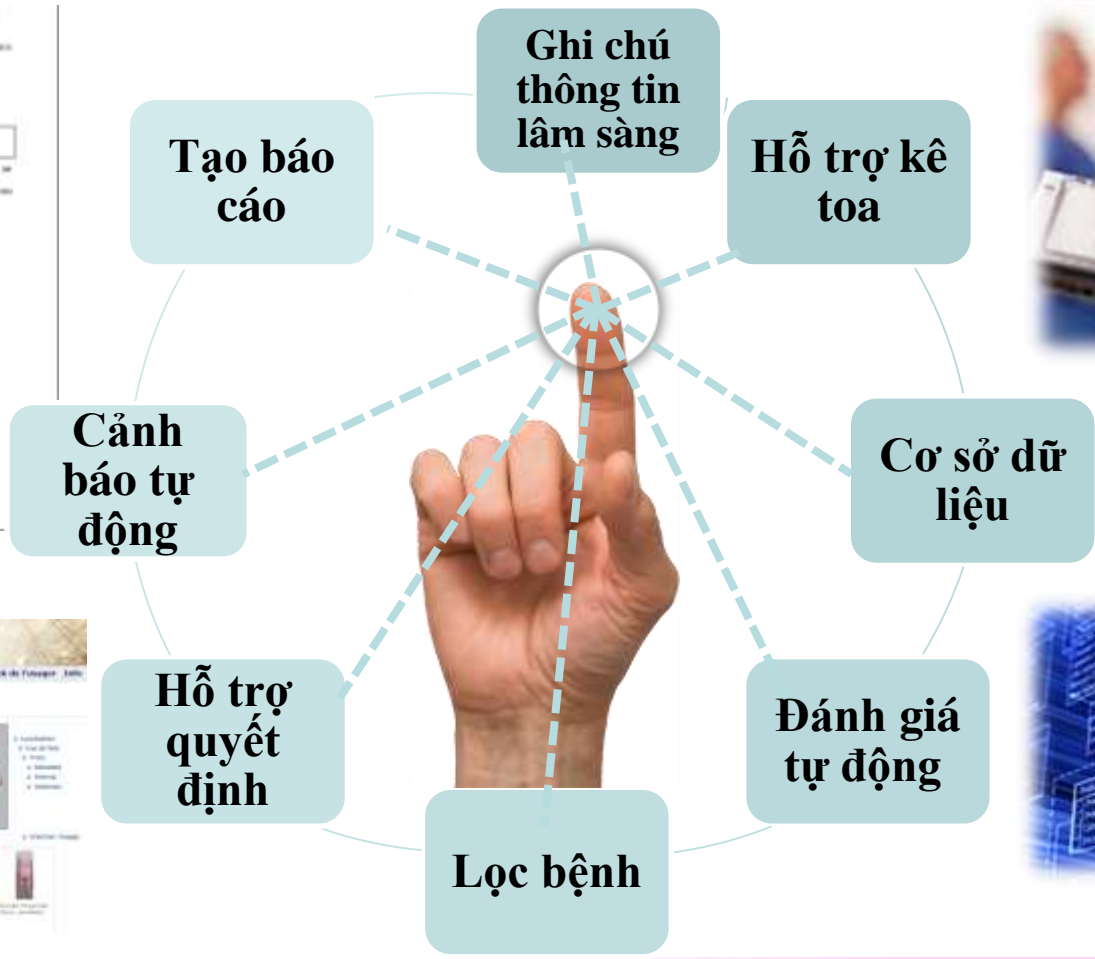 Ghi chú
thông tin
lâm sàng
Hỗ trợ kê
toa
Cơ sở dữ
liệu
Đánh giá
tự động
Lọc bệnh
Hỗ trợ
quyết
định
Cảnh
báo tự
động
Tạo báo
cáo